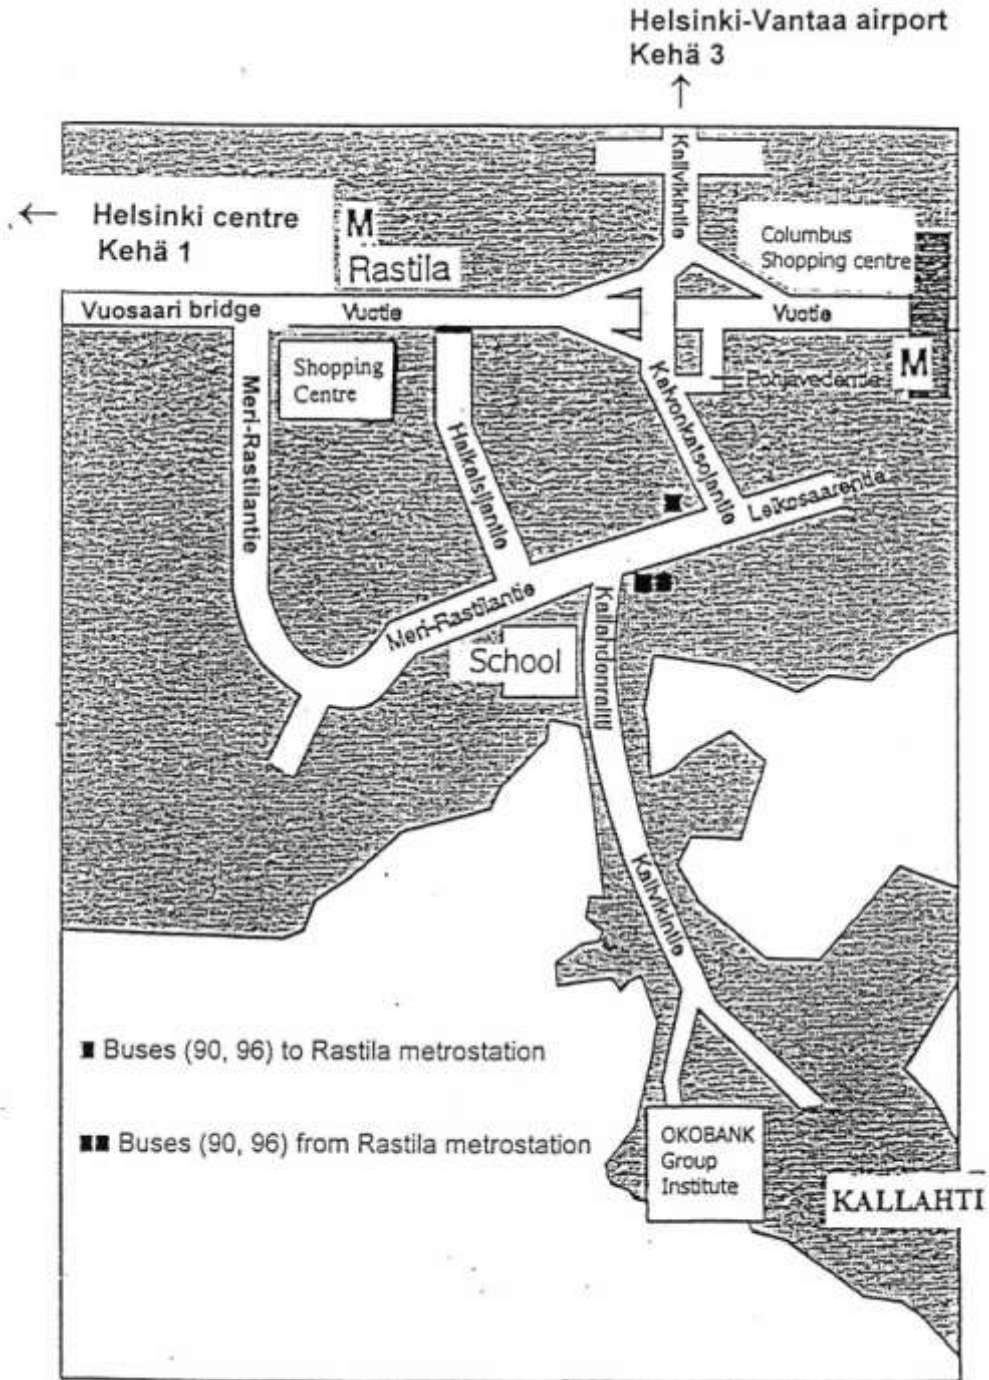 Helsinki-Vantaa airport
Kehä 3
Kallvikintie
Helsinki centre
Kehä 1
M
Rastila
Columbus
Shopping centre
Vuosaari bridge
Vuotie
Vuotie
M
Shopping
Centre
Pohjavedentie
Meri-Rastilantie
Haikalsijantie
Kalvonkatsojantie
Leikosaarentie
Meri-Rastilantie
School
Kallvikintie
Buses (90, 96) to Rastila metrostation
Buses (90, 96) from Rastila metrostation
OKOBANK
Group
Institute
KALLAHTI